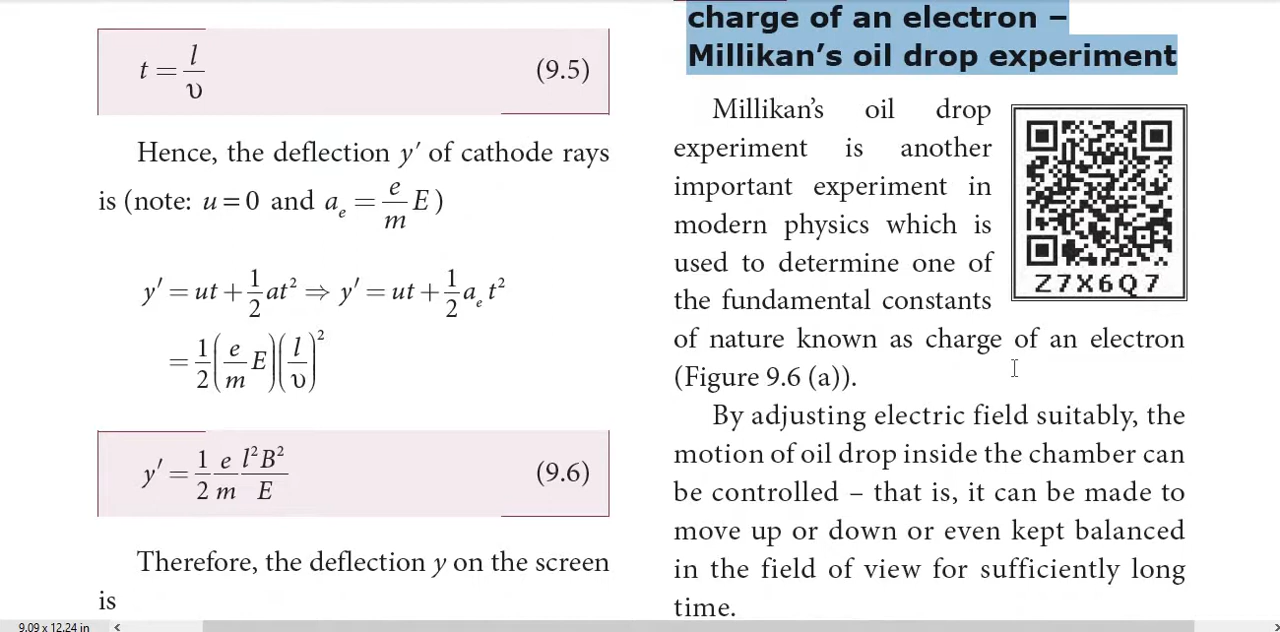 t = l/υ (9.5)
Hence, the deflection y′ of cathode rays
is (note: u = 0 and aₑ = e/m E)
y′ = ut + 1/2 at² ⇒ y′ = ut + 1/2 aₑ t²
= 1/2 (e/m E)(l/υ)²
y′ = 1/2 e/m l²B²/E (9.6)
Therefore, the deflection y on the screen
is
charge of an electron –
Millikan’s oil drop experiment
Millikan’s oil drop
experiment is another
important experiment in
modern physics which is
used to determine one of
the fundamental constants
of nature known as charge of an electron
(Figure 9.6 (a)).
Z7X6Q7
By adjusting electric field suitably, the
motion of oil drop inside the chamber can
be controlled – that is, it can be made to
move up or down or even kept balanced
in the field of view for sufficiently long
time.
9.09 x 12.24 in